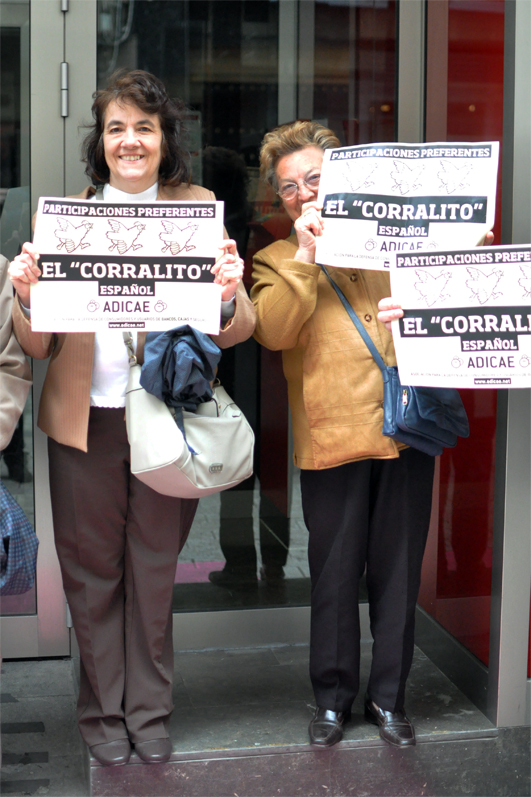 PARTICIPACIONES PREFERENTES
EL "CORRALITO"
ESPAÑOL
ADICAE
www.adicae.net
PARTICIPACIONES PREFERENTES
EL "CORRALITO"
ESPAÑOL
ADICAE
PARTICIPACIONES PREFERENTES
EL "CORRALI
ESPAÑOL
ADICAE
www.adicae.net